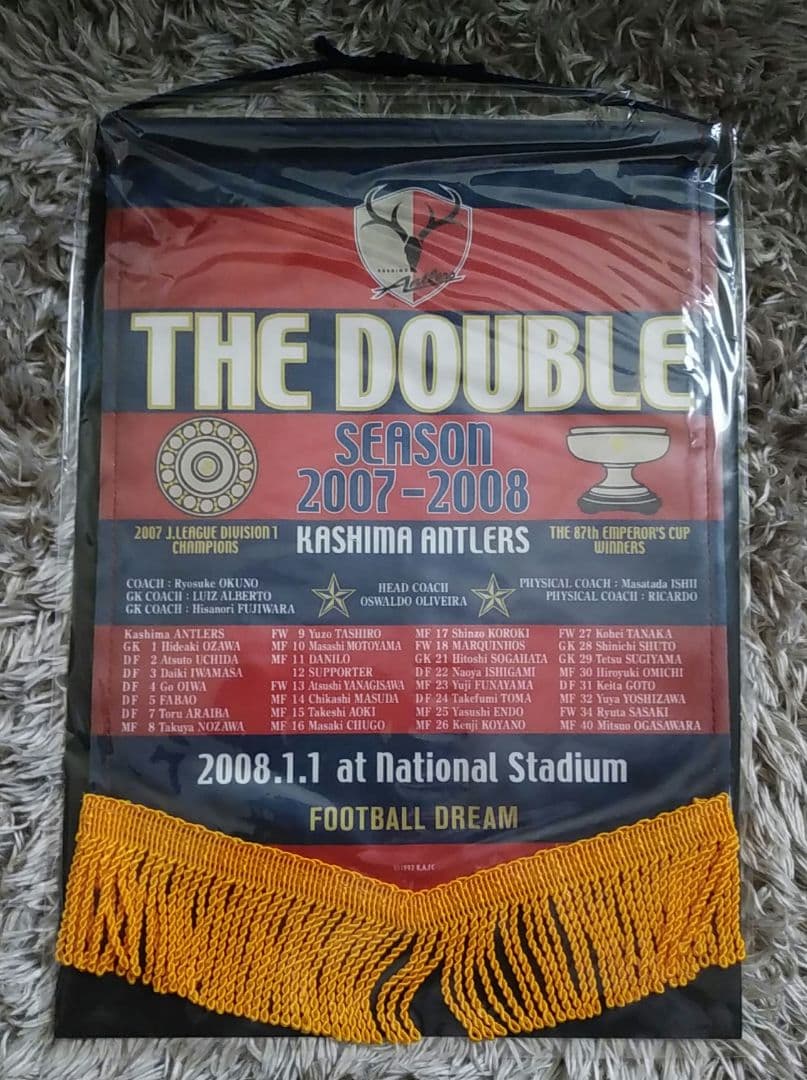 KASHIMA
Antlers
THE DOUBLE
SEASON
2007-2008
2007 J.LEAGUE DIVISION 1
CHAMPIONS
KASHIMA ANTLERS
THE 87th EMPEROR'S CUP
WINNERS
COACH : Ryosuke OKUNO
GK COACH : LUIZ ALBERTO
GK COACH : Hisanori FUJIWARA
HEAD COACH
OSWALDO OLIVEIRA
PHYSICAL COACH : Masatada ISHII
PHYSICAL COACH : RICARDO
Kashima ANTLERS
GK 1 Hideaki OZAWA
DF 2 Atsuto UCHIDA
DF 3 Daiki IWAMASA
DF 4 Go OIWA
DF 5 FABAO
DF 7 Toru ARAIBA
MF 8 Takuya NOZAWA
FW 9 Yuzo TASHIRO
MF 10 Masashi MOTOYAMA
MF 11 DANILO
12 SUPPORTER
FW 13 Atsushi YANAGISAWA
MF 14 Chikashi MASUDA
MF 15 Takeshi AOKI
MF 16 Masaki CHUGO
MF 17 Shinzo KOROKI
FW 18 MARQUINHOS
GK 21 Hitoshi SOGAHATA
DF 22 Naoya ISHIGAMI
MF 23 Yuji FUNAYAMA
DF 24 Takefumi TOMA
MF 25 Yasushi ENDO
MF 26 Kenji KOYANO
FW 27 Kohei TANAKA
GK 28 Shinichi SHUTO
GK 29 Tetsu SUGIYAMA
MF 30 Hiroyuki OMICHI
DF 31 Keita GOTO
MF 32 Yuya YOSHIZAWA
FW 34 Ryuta SASAKI
MF 40 Mitsuo OGASAWARA
2008.1.1 at National Stadium
FOOTBALL DREAM
©1992 K.A.FC